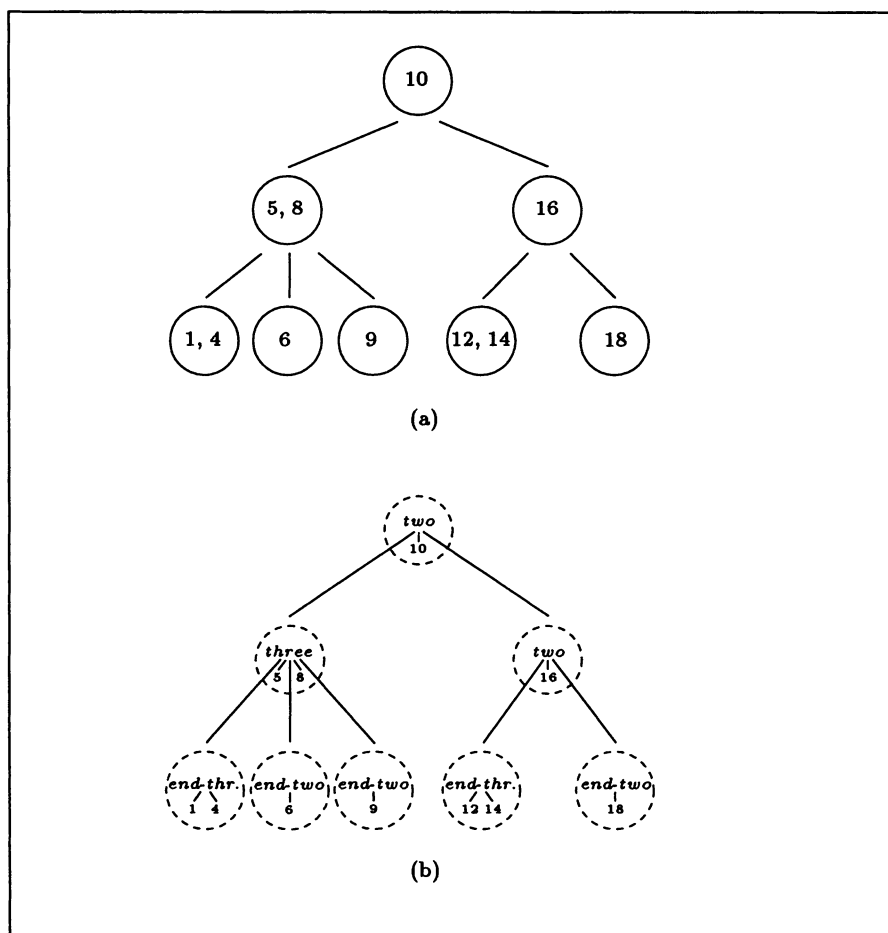 10
5, 8 16
1, 4 6 9 12, 14 18
(a)
two
10
three two
5 8 16
end-thr. end-two end-two end-thr. end-two
1 4 6 9 12 14 18
(b)